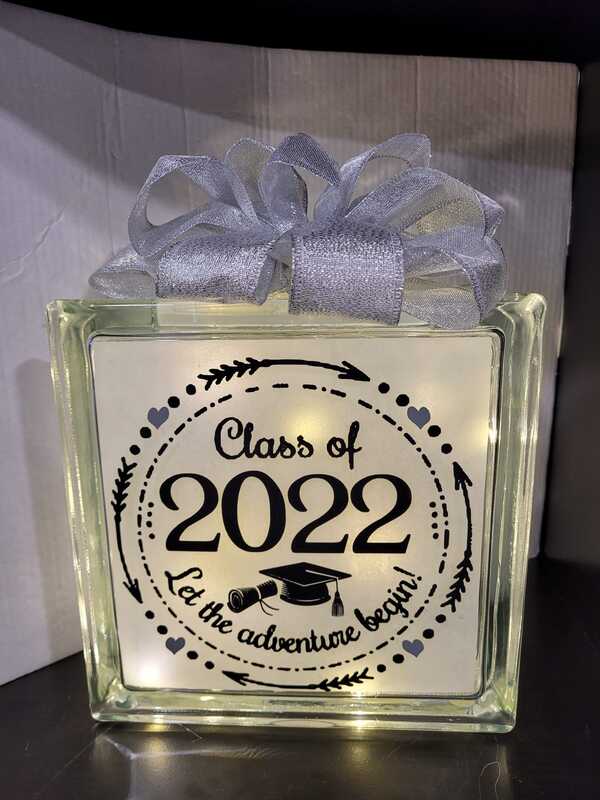 Class of
2022
Let the adventure begin!